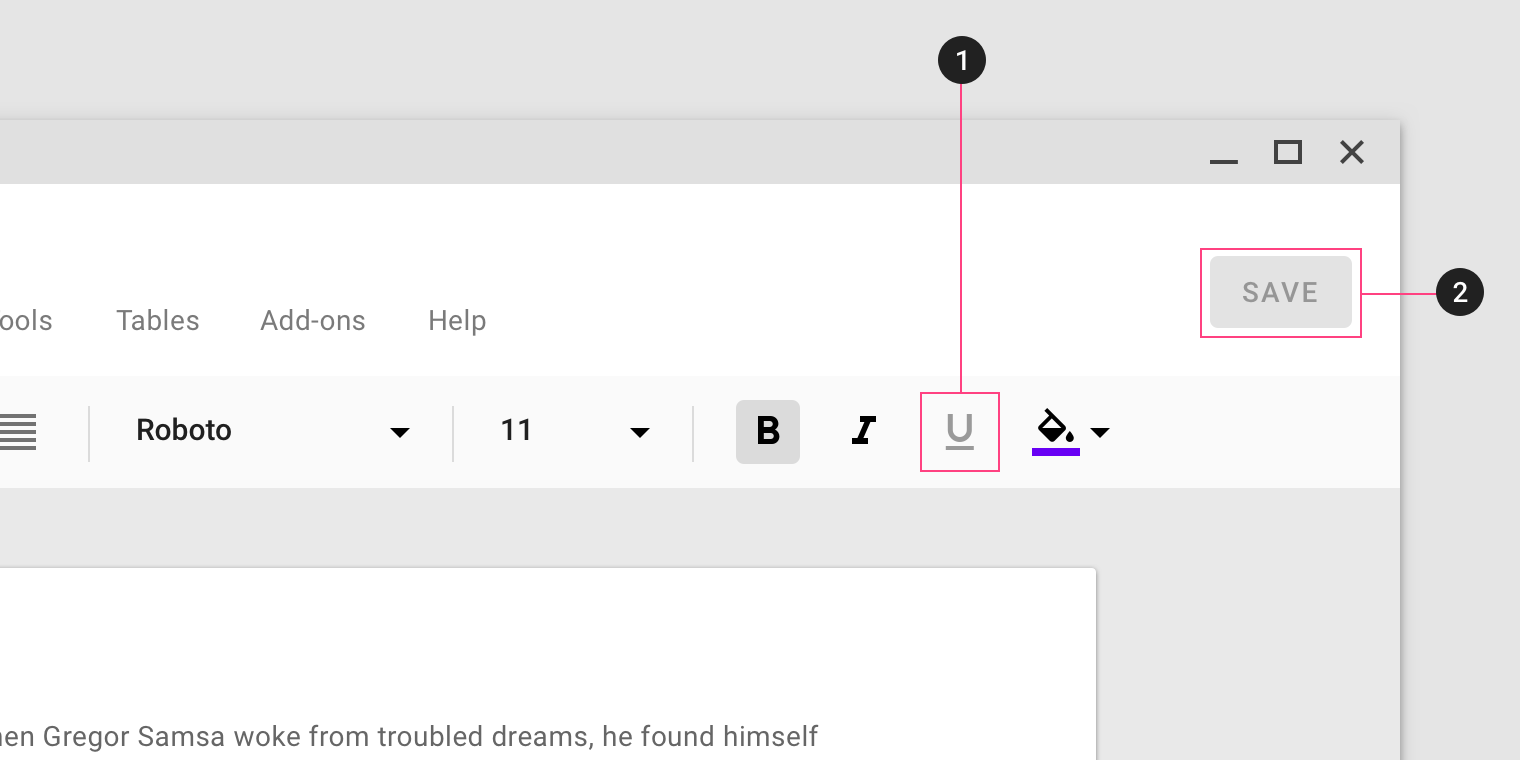 1
SAVE
2
ools Tables Add-ons Help
Roboto 11 B I U
en Gregor Samsa woke from troubled dreams, he found himself